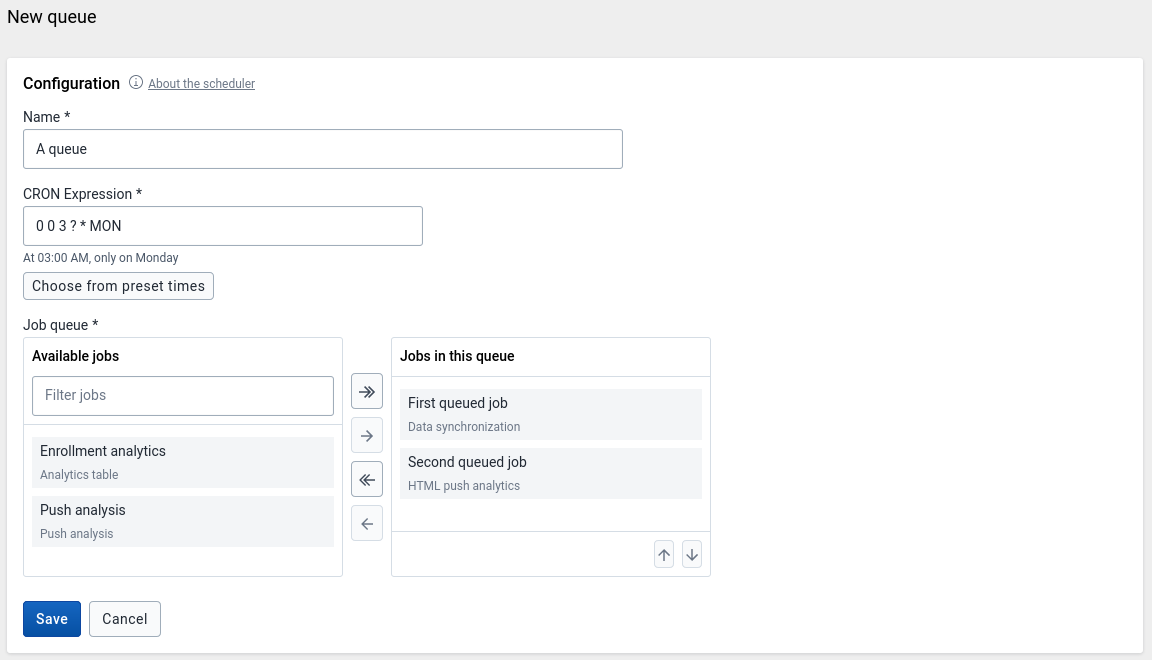 New queue
Configuration About the scheduler
Name *
A queue
CRON Expression *
0 0 3 ? * MON
At 03:00 AM, only on Monday
Choose from preset times
Job queue *
Available jobs
Filter jobs
Enrollment analytics
Analytics table
Push analysis
Push analysis
Jobs in this queue
First queued job
Data synchronization
Second queued job
HTML push analytics
Save Cancel